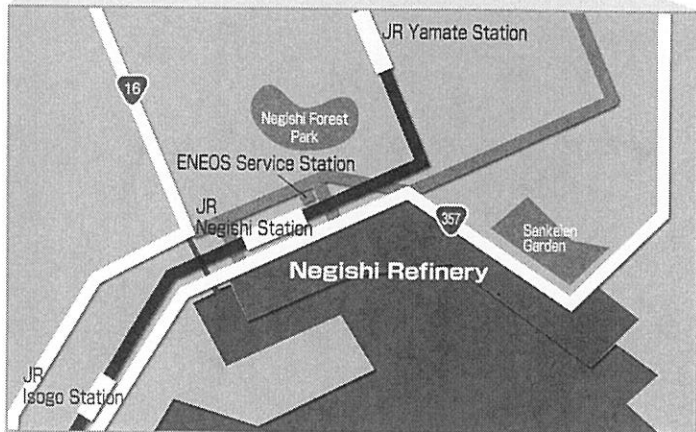 JR Yamate Station
16
Negishi Forest
Park
ENEOS Service Station
JR
Negishi Station
357
Sankeien
Garden
Negishi Refinery
JR
Isogo Station